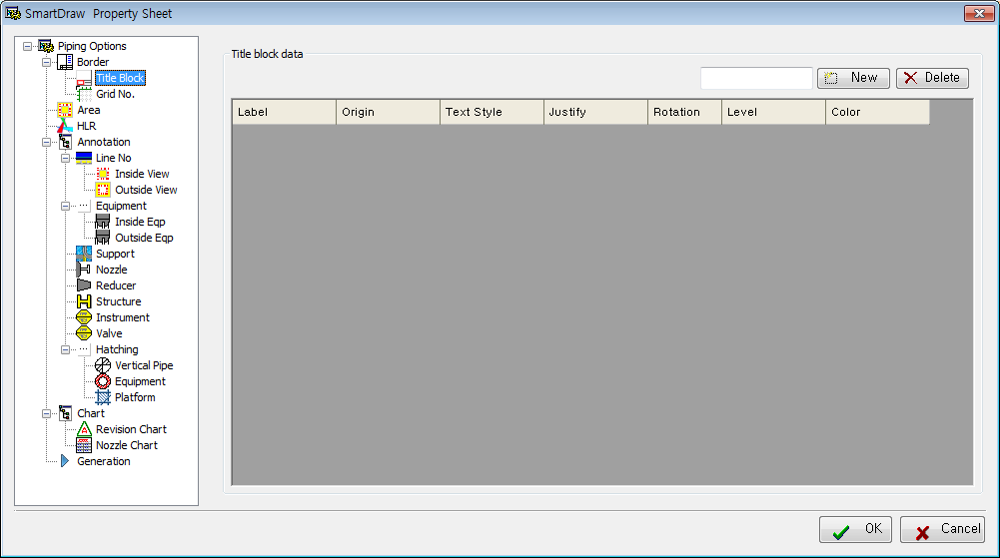 SmartDraw Property Sheet
Piping Options
Border
Title Block
Grid No.
Area
HLR
Annotation
Line No
Inside View
Outside View
Equipment
Inside Eqp
Outside Eqp
Support
Nozzle
Reducer
Structure
Instrument
Valve
Hatching
Vertical Pipe
Equipment
Platform
Chart
Revision Chart
Nozzle Chart
Generation
Title block data
New Delete
Label Origin Text Style Justify Rotation Level Color
OK Cancel